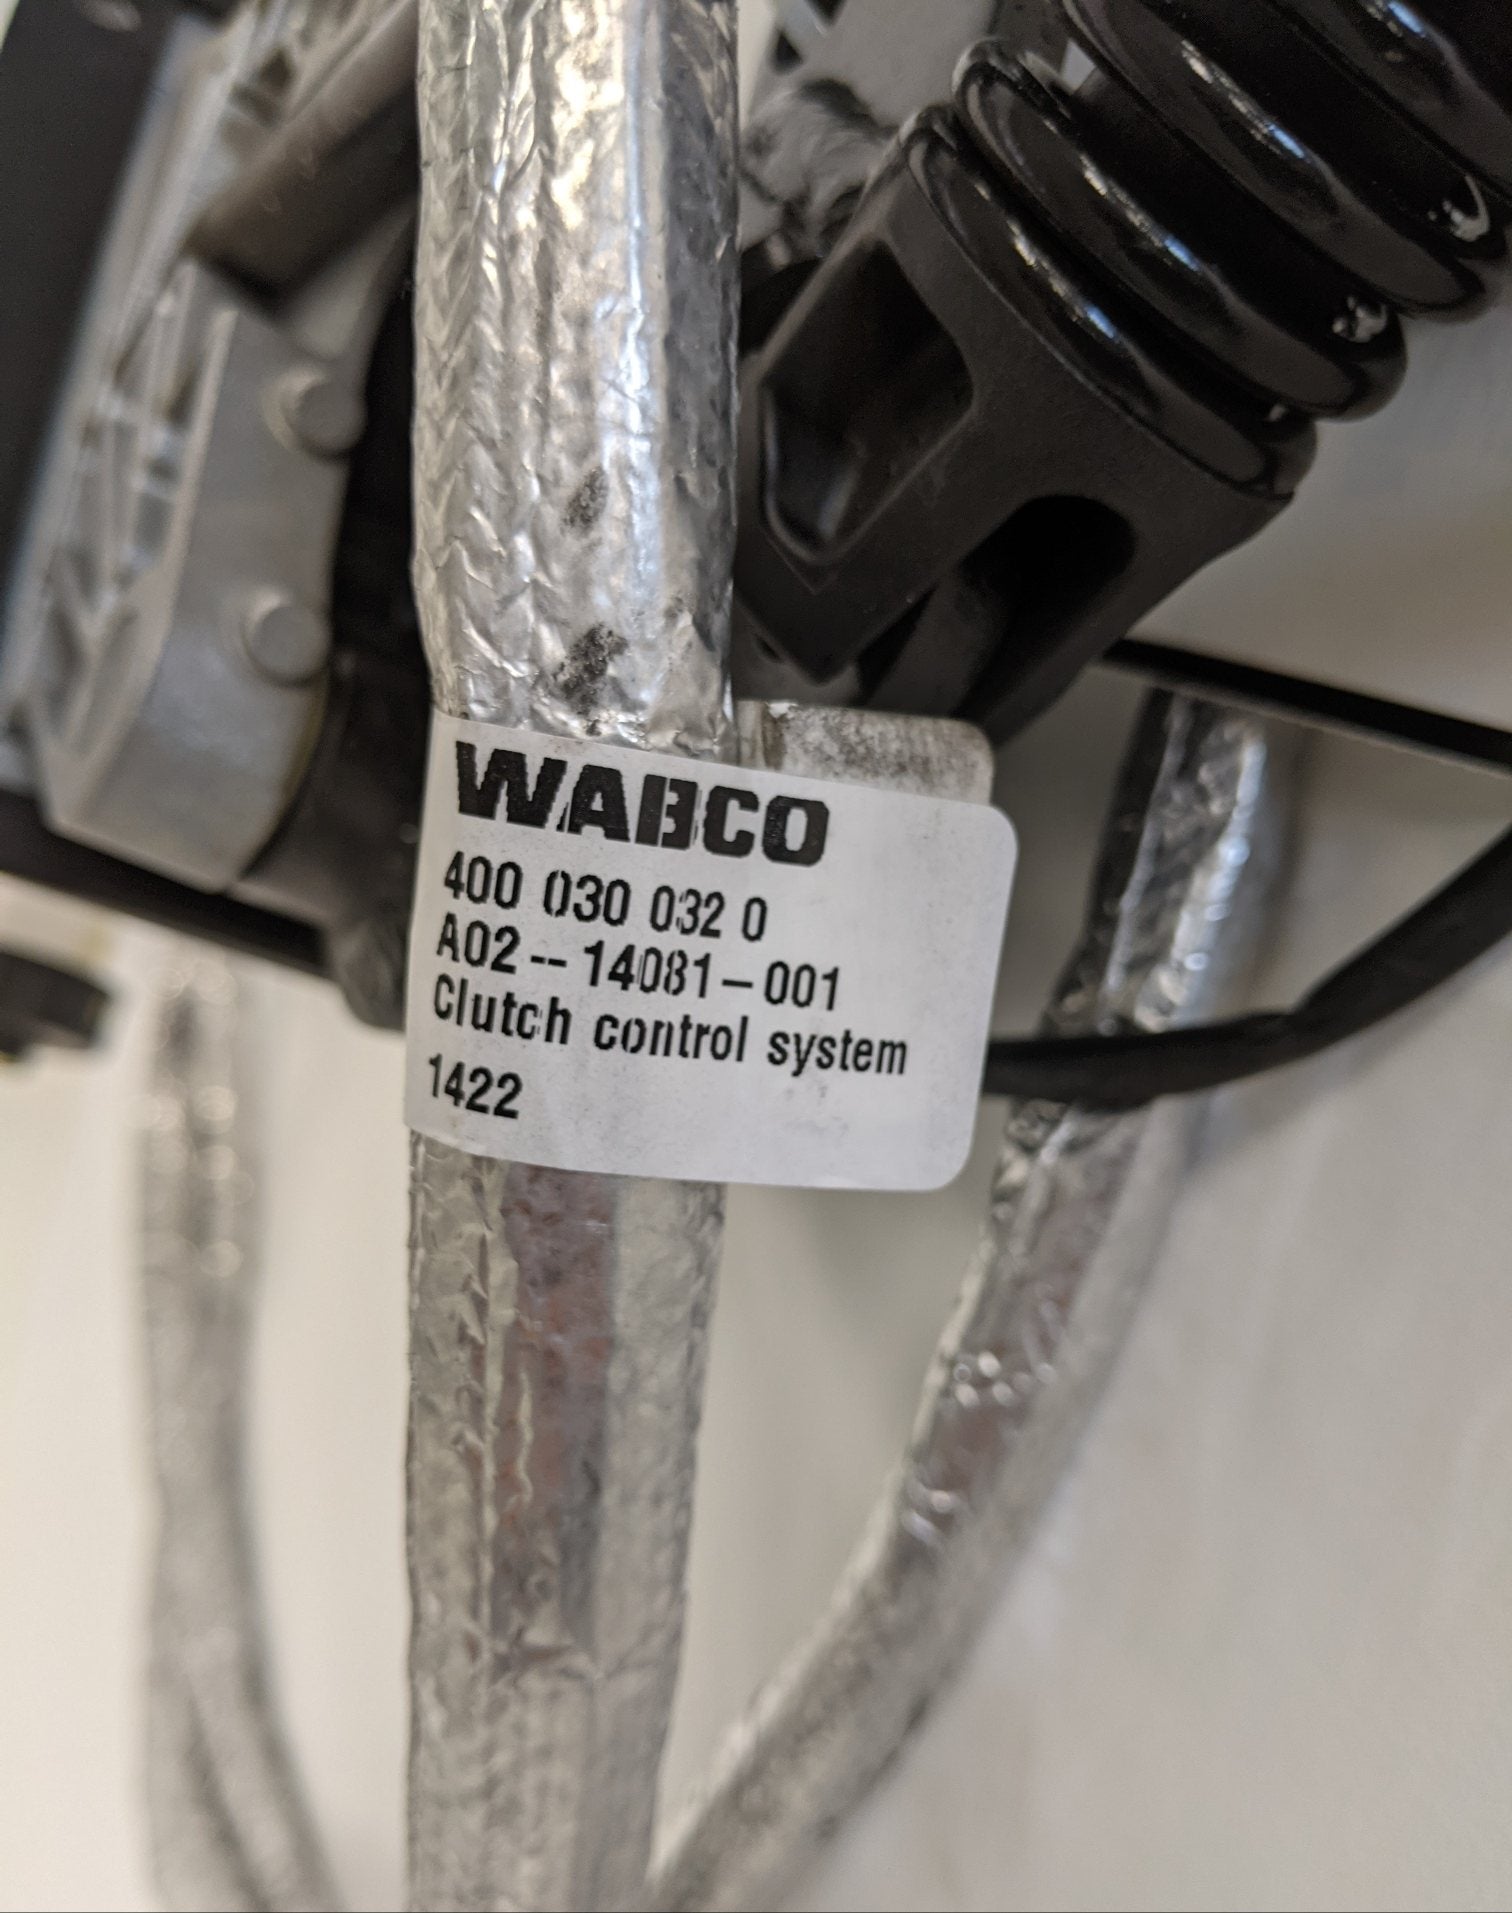 WABCO
400 030 032 0
A02--14081-001
Clutch control system
1422